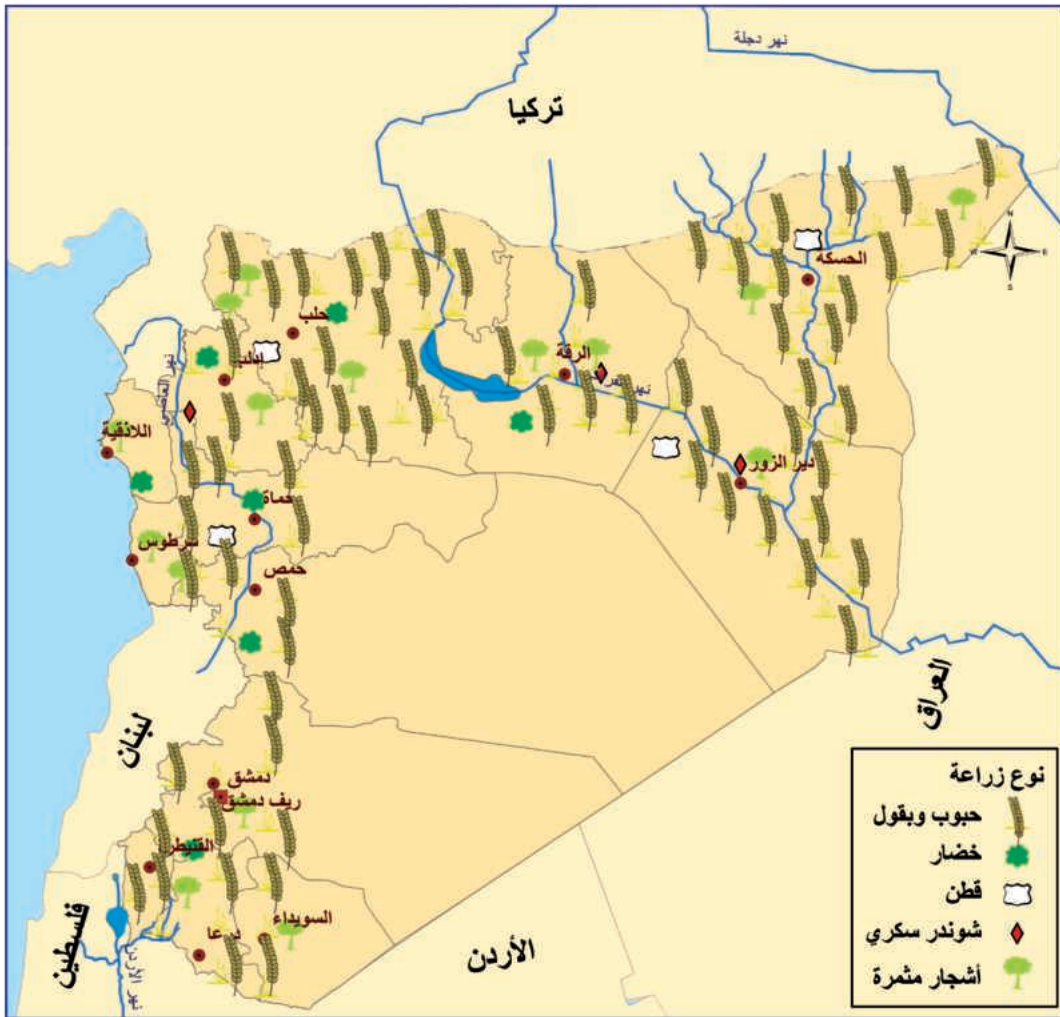 نهر دجلة
تركيا
N
W
E
S
الحسكة
حلب
ادلب
الرقة
نهر العاصي
اللاذقية
دير الزور
حماة
طرطوس
حمص
لبنان
العراق
دمشق
ريف دمشق
القنيطر
السويداء
درعا
فلسطين
نهر الأردن
الأردن
نوع زراعة
حبوب وبقول
خضار
قطن
شوندر سكري
أشجار مثمرة